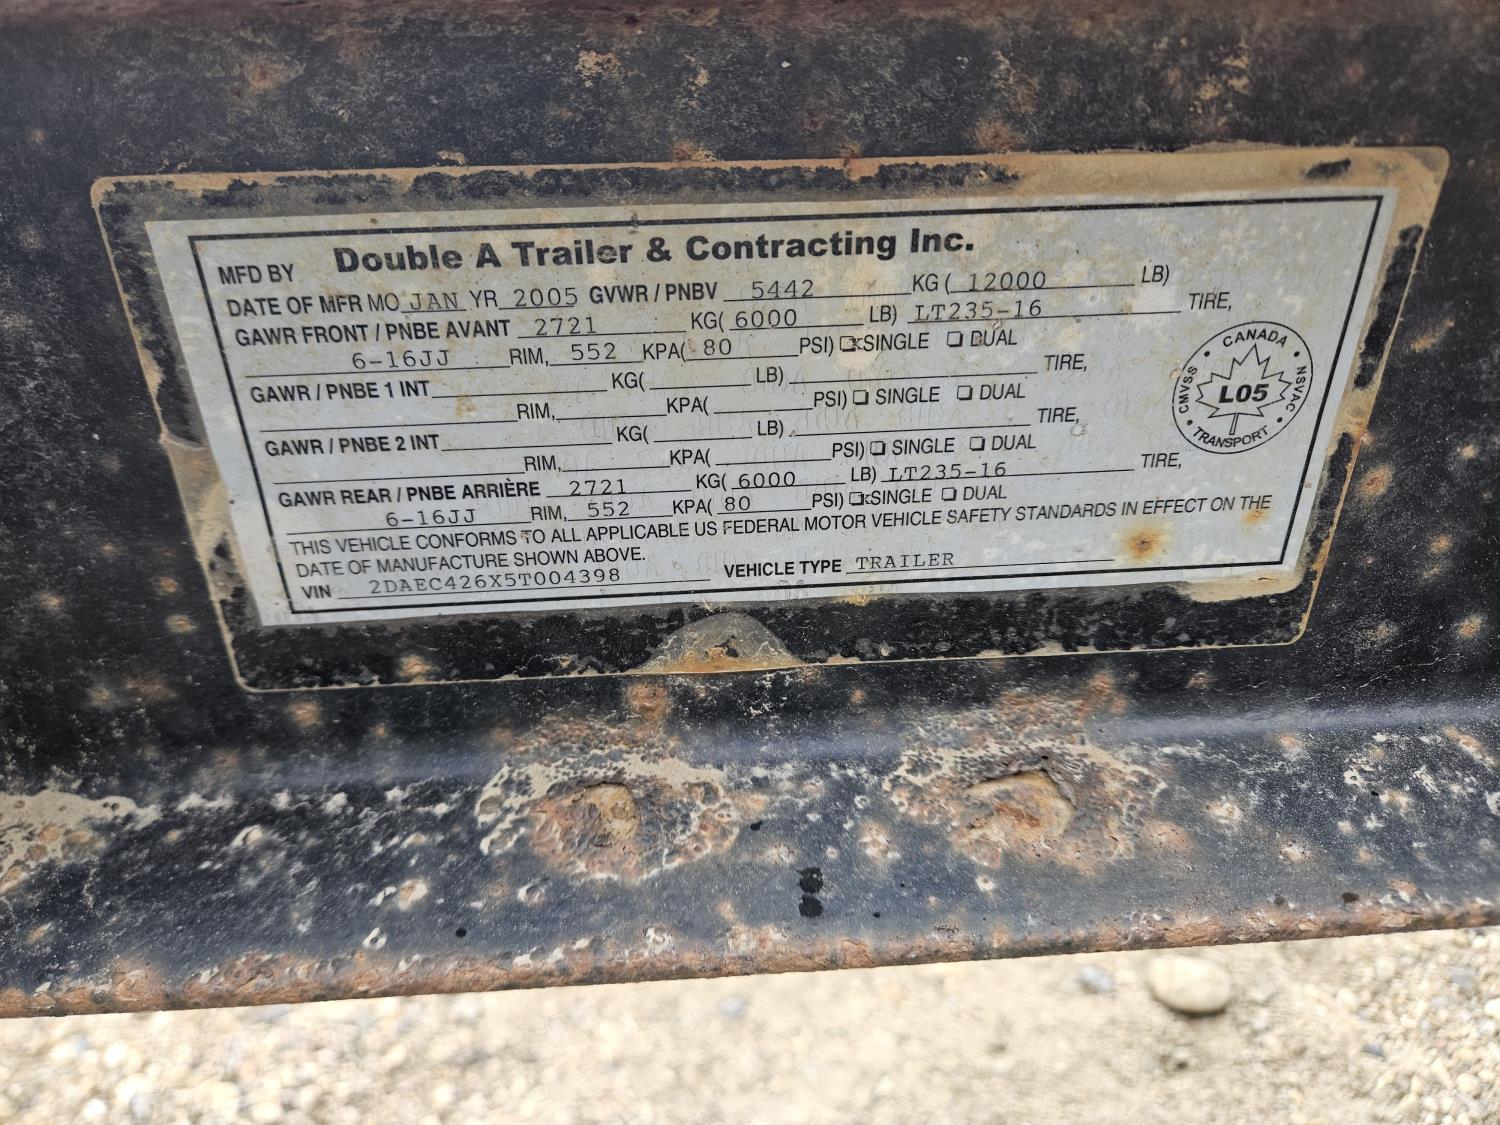 MFD BY Double A Trailer & Contracting Inc.
DATE OF MFR MO JAN YR 2005 GVWR / PNBV 5442 KG ( 12000 LB)
GAWR FRONT / PNBE AVANT 2721 KG( 6000 LB) LT235-16 TIRE,
6-16JJ RIM, 552 KPA( 80 PSI) ☒ SINGLE ❏ DUAL
GAWR / PNBE 1 INT KG( LB) TIRE,
RIM, KPA( PSI) ❏ SINGLE ❏ DUAL
GAWR / PNBE 2 INT KG( LB) TIRE,
RIM, KPA( PSI) ❏ SINGLE ❏ DUAL
GAWR REAR / PNBE ARRIÈRE 2721 KG( 6000 LB) LT235-16 TIRE,
6-16JJ RIM, 552 KPA( 80 PSI) ☒ SINGLE ❏ DUAL
THIS VEHICLE CONFORMS TO ALL APPLICABLE US FEDERAL MOTOR VEHICLE SAFETY STANDARDS IN EFFECT ON THE
DATE OF MANUFACTURE SHOWN ABOVE.
VIN 2DAEC426X5T004398 VEHICLE TYPE TRAILER
CANADA
CMVSS
L05
NSVAC
TRANSPORT